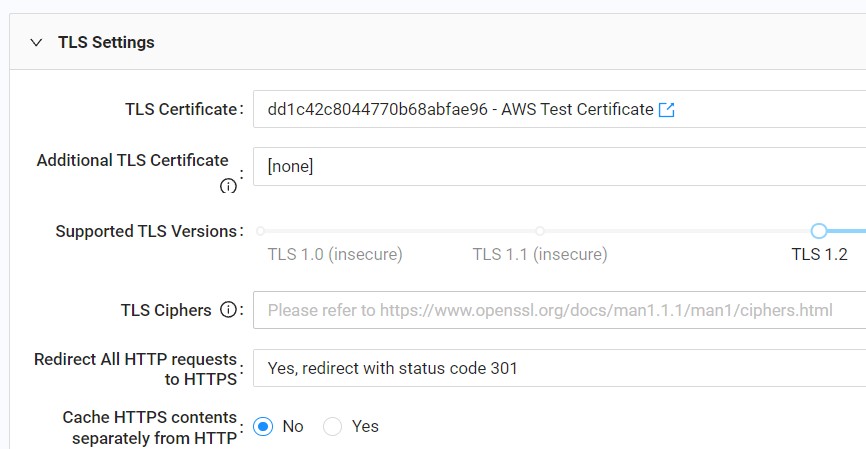 TLS Settings
TLS Certificate : dd1c42c8044770b68abfae96 - AWS Test Certificate
Additional TLS Certificate : [none]
Supported TLS Versions :
TLS 1.0 (insecure) TLS 1.1 (insecure) TLS 1.2
TLS Ciphers : Please refer to https://www.openssl.org/docs/man1.1.1/man1/ciphers.html
Redirect All HTTP requests
to HTTPS : Yes, redirect with status code 301
Cache HTTPS contents
separately from HTTP : No Yes